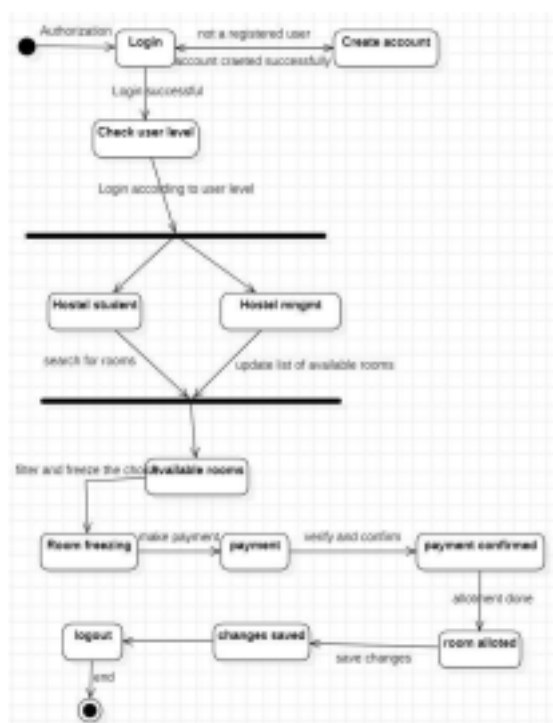 Authorization
Login
not a registered user
Create account
account craeted successfully
Login successful
Check user level
Login according to user level
Hostel student
Hostel mngmt
search for rooms
update list of available rooms
filter and freeze the choice
Available rooms
Room freezing
make payment
payment
verify and confirm
payment confirmed
allotment done
logout
changes saved
room alloted
save changes
end